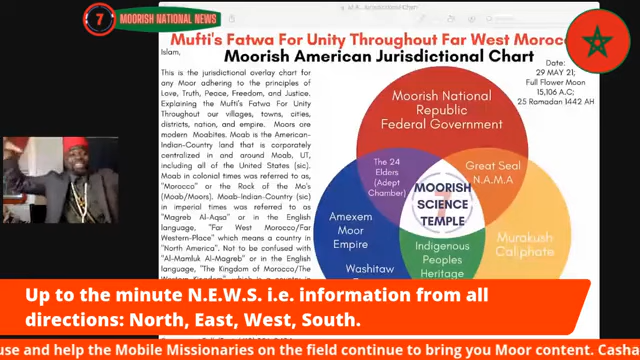 7
MOORISH NATIONAL NEWS
Mufti's Fatwa For Unity Throughout Far West Morocc
Moorish American Jurisdictional Chart
Islam,
This is the jurisdictional overlay chart for
any Moor adhering to the principles of
Love, Truth, Peace, Freedom, and Justice.
Explaining the Mufti's Fatwa For Unity
Throughout our villages, towns, cities,
districts, nation, and empire. Moors are
modern Moabites. Moab is the American-
Indian-Country land that is corporately
centralized in and around Moab, UT,
including all of the United States (sic).
Moab in colonial times was referred to as,
"Morocco" or the Rock of the Mo's
(Moab/Moors). Moab-Indian-Country (sic)
in imperial times was referred to as
"Magreb Al-Aqsa" or in the English
language, "Far West Morocco/Far
Western-Place" which means a country in
"North America". Not to be confused with
"Al-Mamluk Al-Magreb" or in the English
language, "The Kingdom of Morocco/The
Date:
29 MAY 21;
Full Flower Moon
15,106 A.C;
25 Ramadan 1442 AH
Moorish National
Republic
Federal Government
The 24
Elders
(Adept
Chamber)
Great Seal
N.A.M.A
7
MOORISH
SCIENCE
TEMPLE
Amexem
Moor
Empire
Washitaw
Murakush
Caliphate
Indigenous
Peoples
Heritage
Up to the minute N.E.W.S. i.e. information from all
directions: North, East, West, South.
use and help the Mobile Missionaries on the field continue to bring you Moor content. Casha